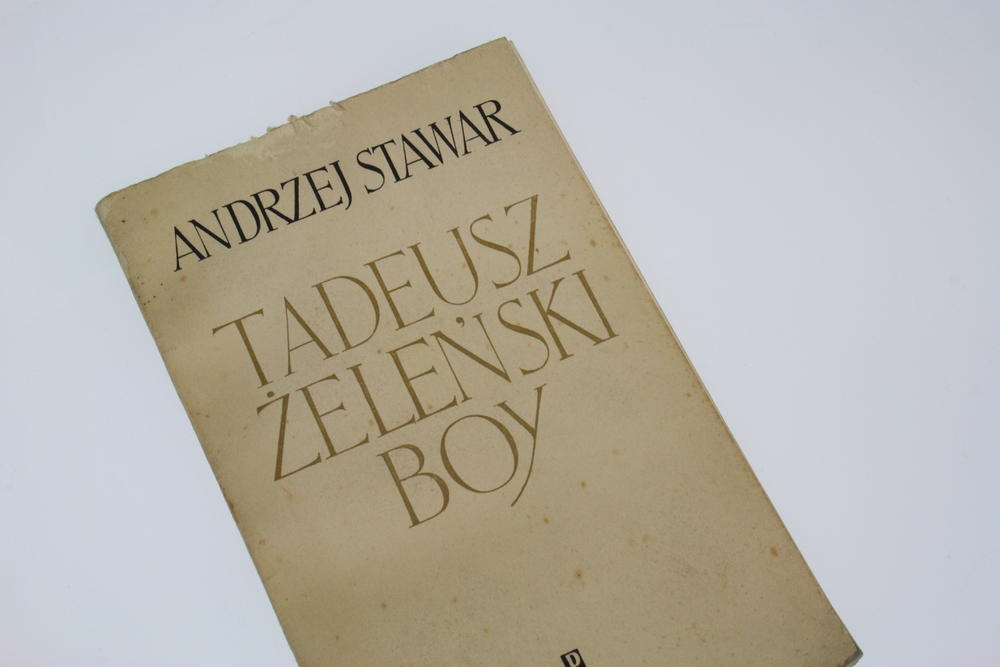 ANDRZEJ STAWAR
TADEUSZ
ŻELEŃSKI
BOY
P